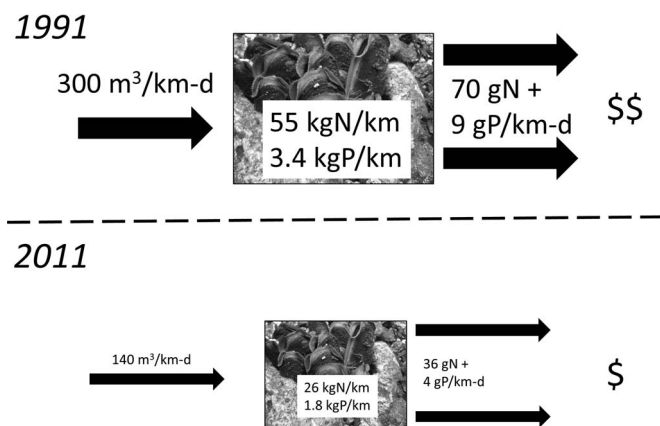 1991
300 m³/km-d
55 kgN/km
3.4 kgP/km
70 gN +
9 gP/km-d
$$
2011
140 m³/km-d
26 kgN/km
1.8 kgP/km
36 gN +
4 gP/km-d
$